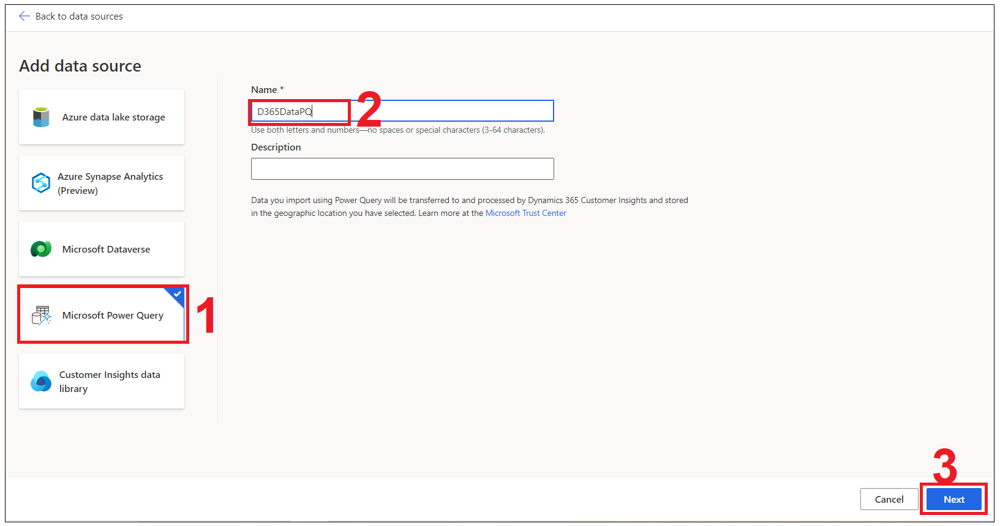 Back to data sources
Add data source
Azure data lake storage
Azure Synapse Analytics
(Preview)
Microsoft Dataverse
Microsoft Power Query
1
Customer Insights data
library
Name *
D365DataPQ
2
Use both letters and numbers—no spaces or special characters (3-64 characters).
Description
Data you import using Power Query will be transferred to and processed by Dynamics 365 Customer Insights and stored
in the geographic location you have selected. Learn more at the Microsoft Trust Center
3
Cancel
Next